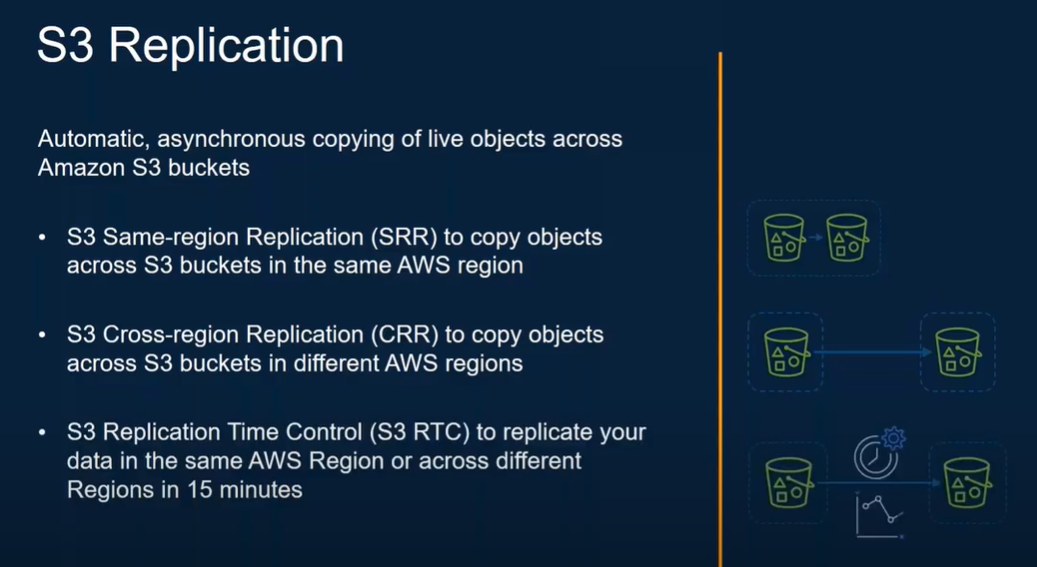 S3 Replication
Automatic, asynchronous copying of live objects across
Amazon S3 buckets
• S3 Same-region Replication (SRR) to copy objects
across S3 buckets in the same AWS region
• S3 Cross-region Replication (CRR) to copy objects
across S3 buckets in different AWS regions
• S3 Replication Time Control (S3 RTC) to replicate your
data in the same AWS Region or across different
Regions in 15 minutes